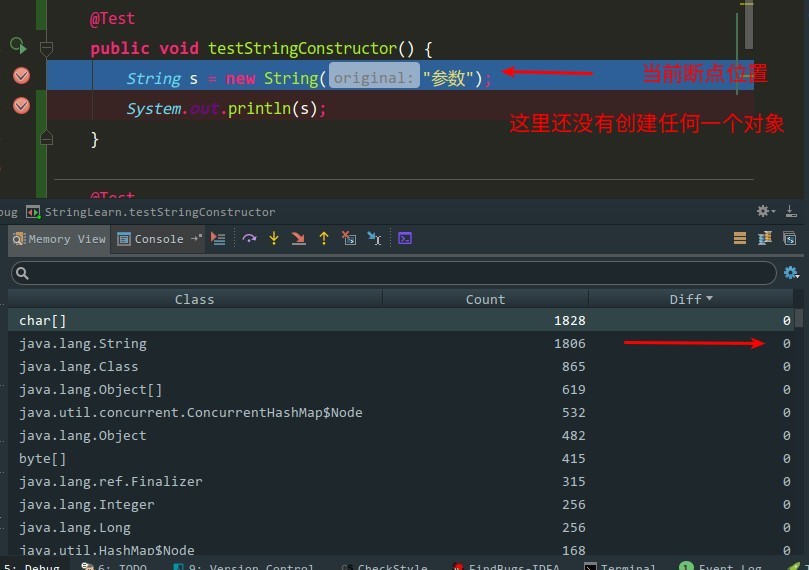 @Test
public void testStringConstructor() {
String s = new String( original: "参数"); 当前断点位置
System.out.println(s);
这里还没有创建任何一个对象
}
@Test
bug StringLearn.testStringConstructor
Memory View Console
Class Count Diff
char[] 1828 0
java.lang.String 1806 0
java.lang.Class 865 0
java.lang.Object[] 619 0
java.util.concurrent.ConcurrentHashMap$Node 532 0
java.lang.Object 482 0
byte[] 415 0
java.lang.ref.Finalizer 315 0
java.lang.Integer 256 0
java.lang.Long 256 0
java.util.HashMap$Node 168 0
5: Debug 6: TODO 9: Version Control CheckStyle FindBugs-IDEA Terminal Event Log